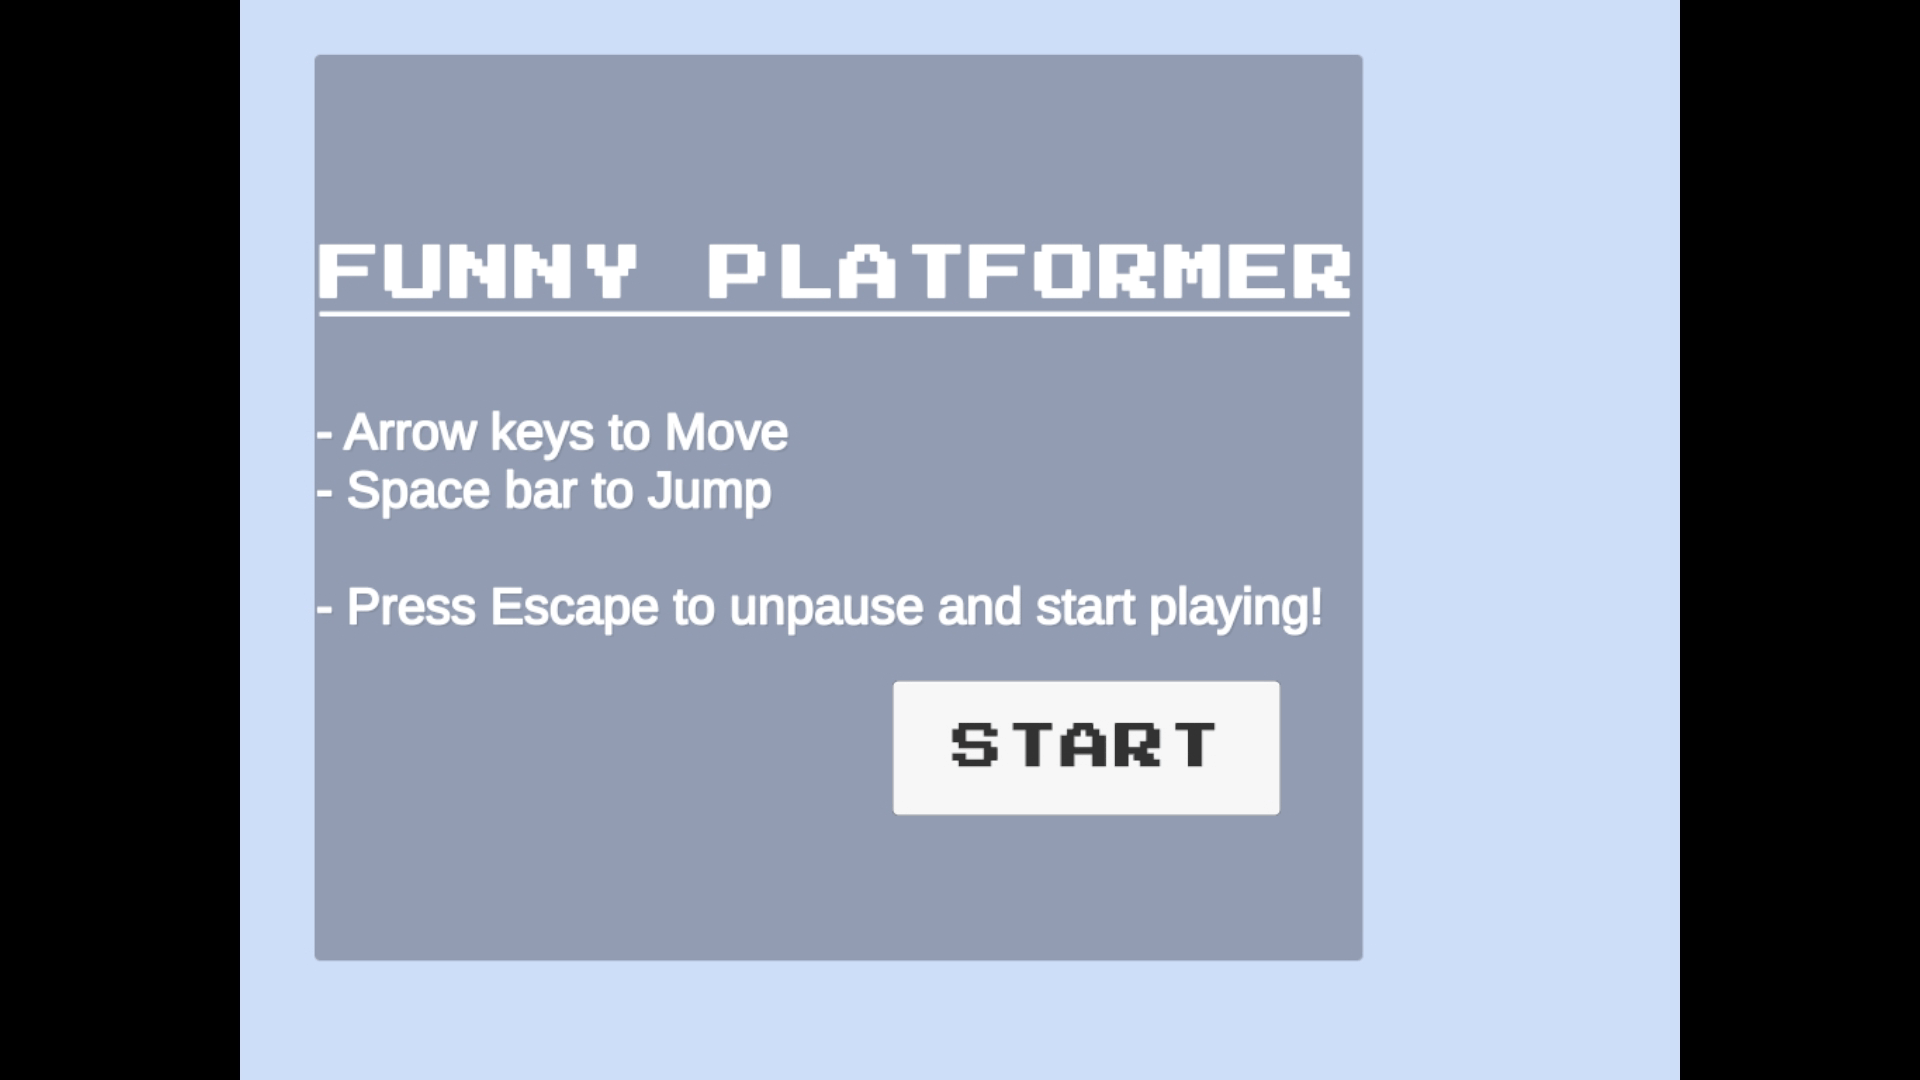 FUNNY PLATFORMER
- Arrow keys to Move
- Space bar to Jump
- Press Escape to unpause and start playing!
START